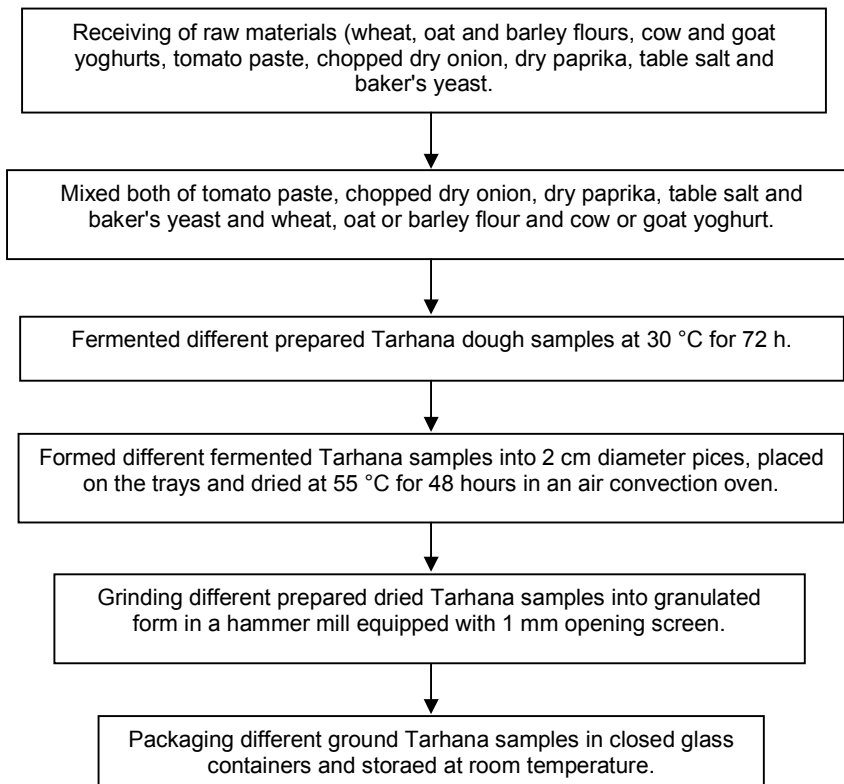 Receiving of raw materials (wheat, oat and barley flours, cow and goat
yoghurts, tomato paste, chopped dry onion, dry paprika, table salt and
baker's yeast.
Mixed both of tomato paste, chopped dry onion, dry paprika, table salt and
baker's yeast and wheat, oat or barley flour and cow or goat yoghurt.
Fermented different prepared Tarhana dough samples at 30 °C for 72 h.
Formed different fermented Tarhana samples into 2 cm diameter pices, placed
on the trays and dried at 55 °C for 48 hours in an air convection oven.
Grinding different prepared dried Tarhana samples into granulated
form in a hammer mill equipped with 1 mm opening screen.
Packaging different ground Tarhana samples in closed glass
containers and storaed at room temperature.